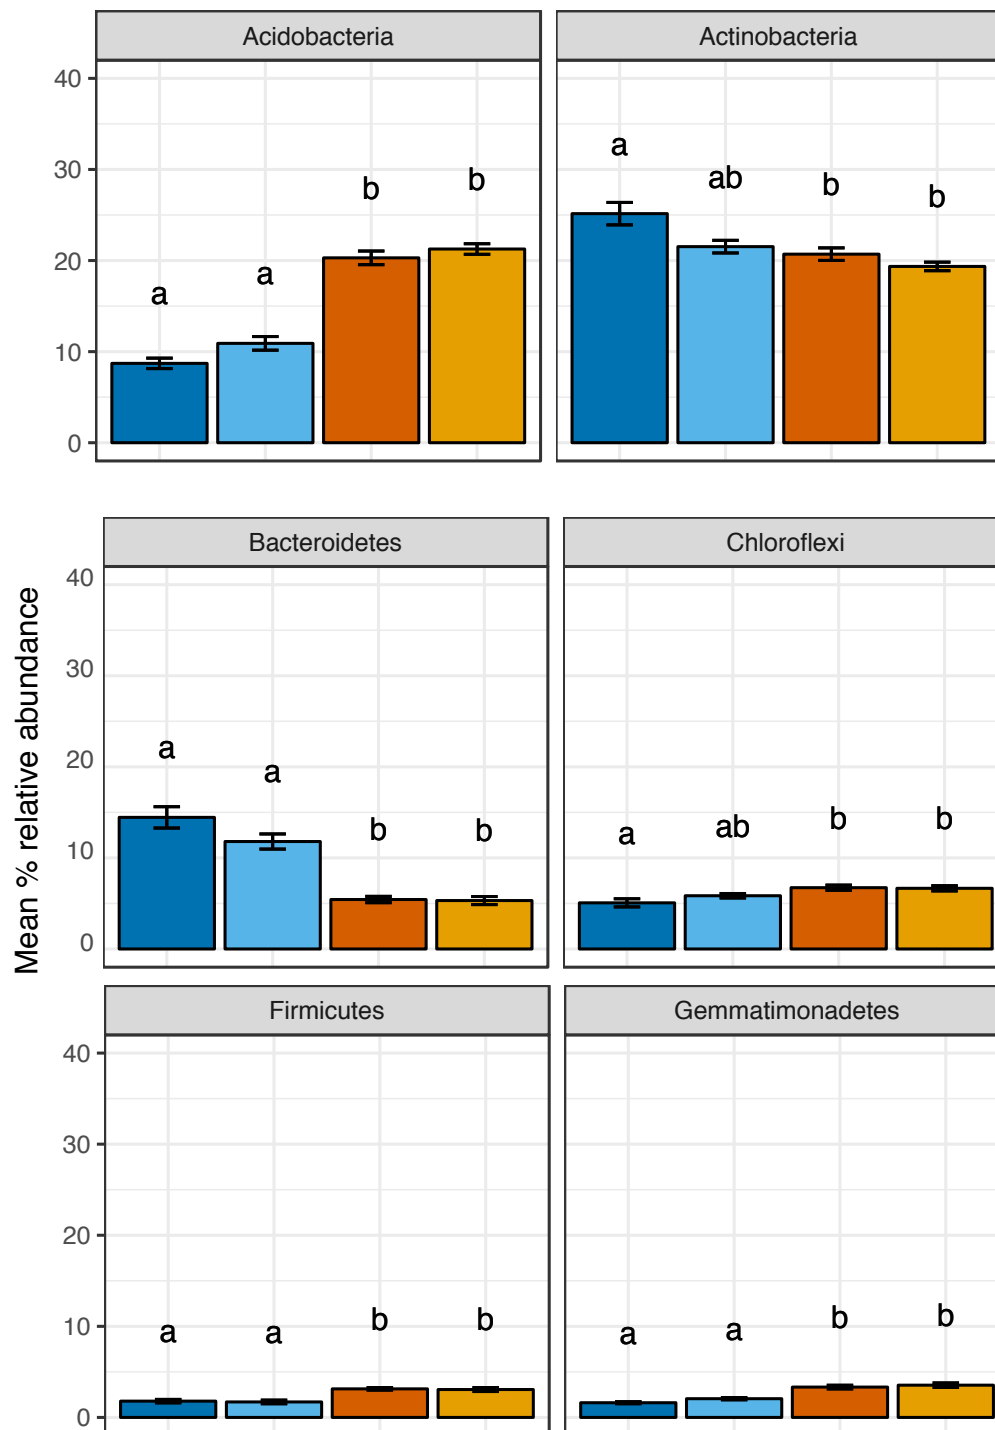 Acidobacteria Actinobacteria
40
30
20
10
0
a a b b
a ab b b
Mean % relative abundance
Bacteroidetes Chloroflexi
40
30
20
10
0
a a b b
a ab b b
Firmicutes Gemmatimonadetes
40
30
20
10
0
a a b b
a a b b